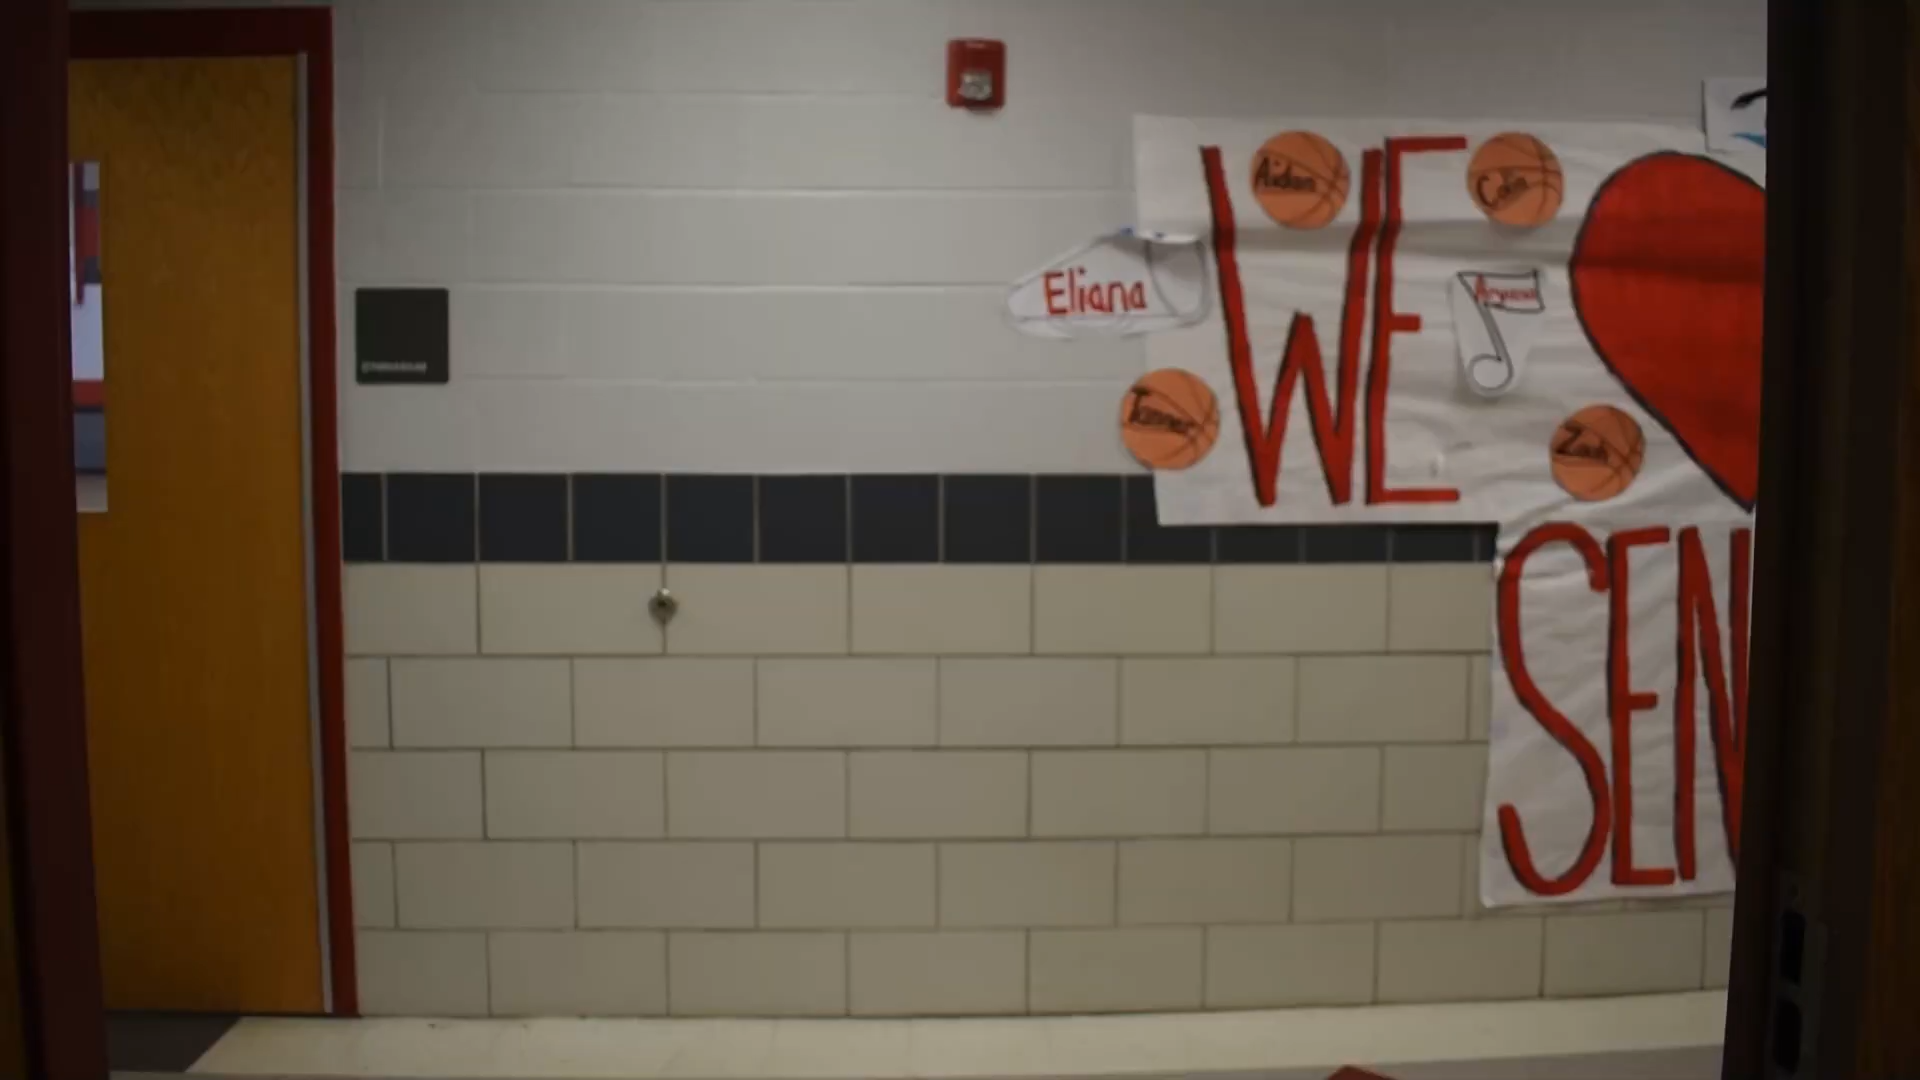 WE
Aidan
Colin
Eliana
Tanner
Zach
SEN